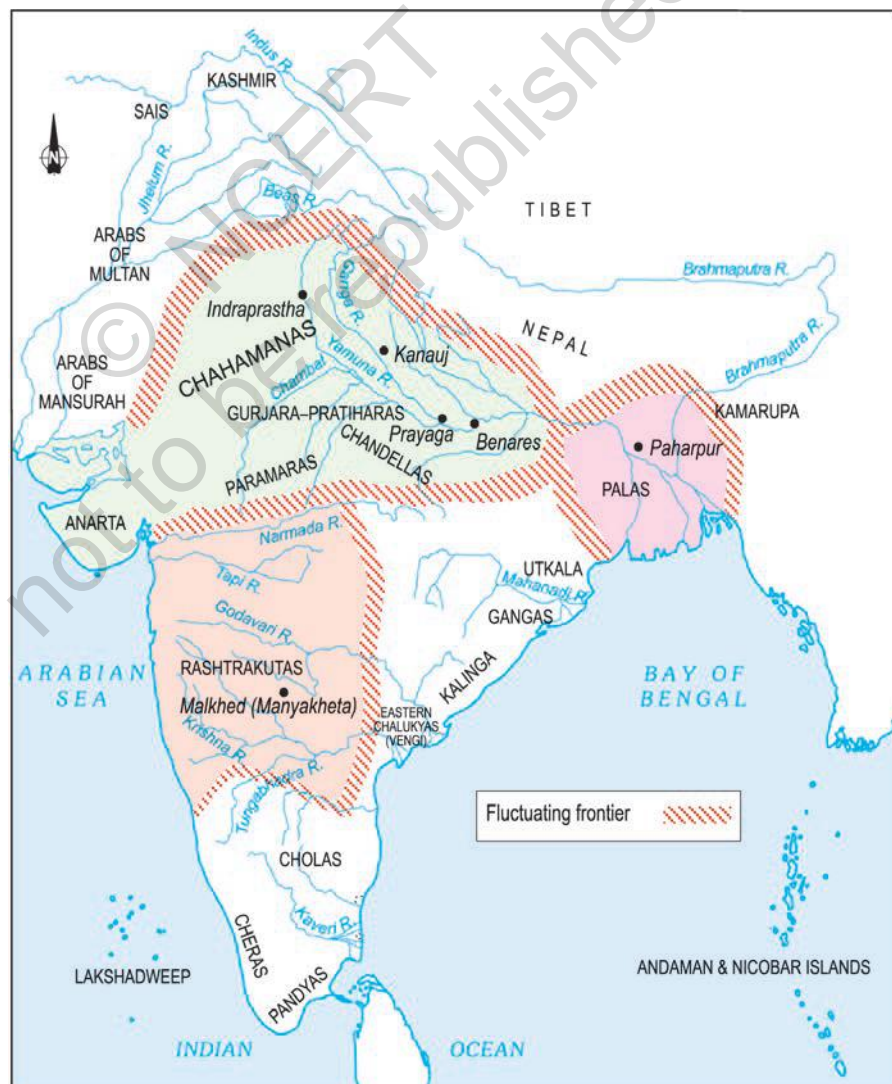 © NCERT
not to be republished
Indus R.
KASHMIR
SAIS
Jhelum R.
Beas R.
TIBET
ARABS
OF
MULTAN
Brahmaputra R.
Indraprastha
Ganga R.
NEPAL
Brahmaputra R.
CHAHAMANAS
Kanauj
ARABS
OF
MANSURAH
Chambal
Yamuna R.
KAMARUPA
GURJARA–PRATIHARAS
Prayaga
Benares
CHANDELLAS
Paharpur
PARAMARAS
PALAS
ANARTA
Narmada R.
Tapi R.
UTKALA
Mahanadi R.
Godavari R.
GANGAS
KALINGA
RASHTRAKUTAS
Malkhed (Manyakheta)
ARABIAN
SEA
BAY OF
BENGAL
EASTERN
CHALUKYAS
(VENGI)
Krishna R.
Tungabhadra R.
Fluctuating frontier
CHOLAS
Kaveri R.
CHERAS
PANDYAS
LAKSHADWEEP
ANDAMAN & NICOBAR ISLANDS
INDIAN
OCEAN